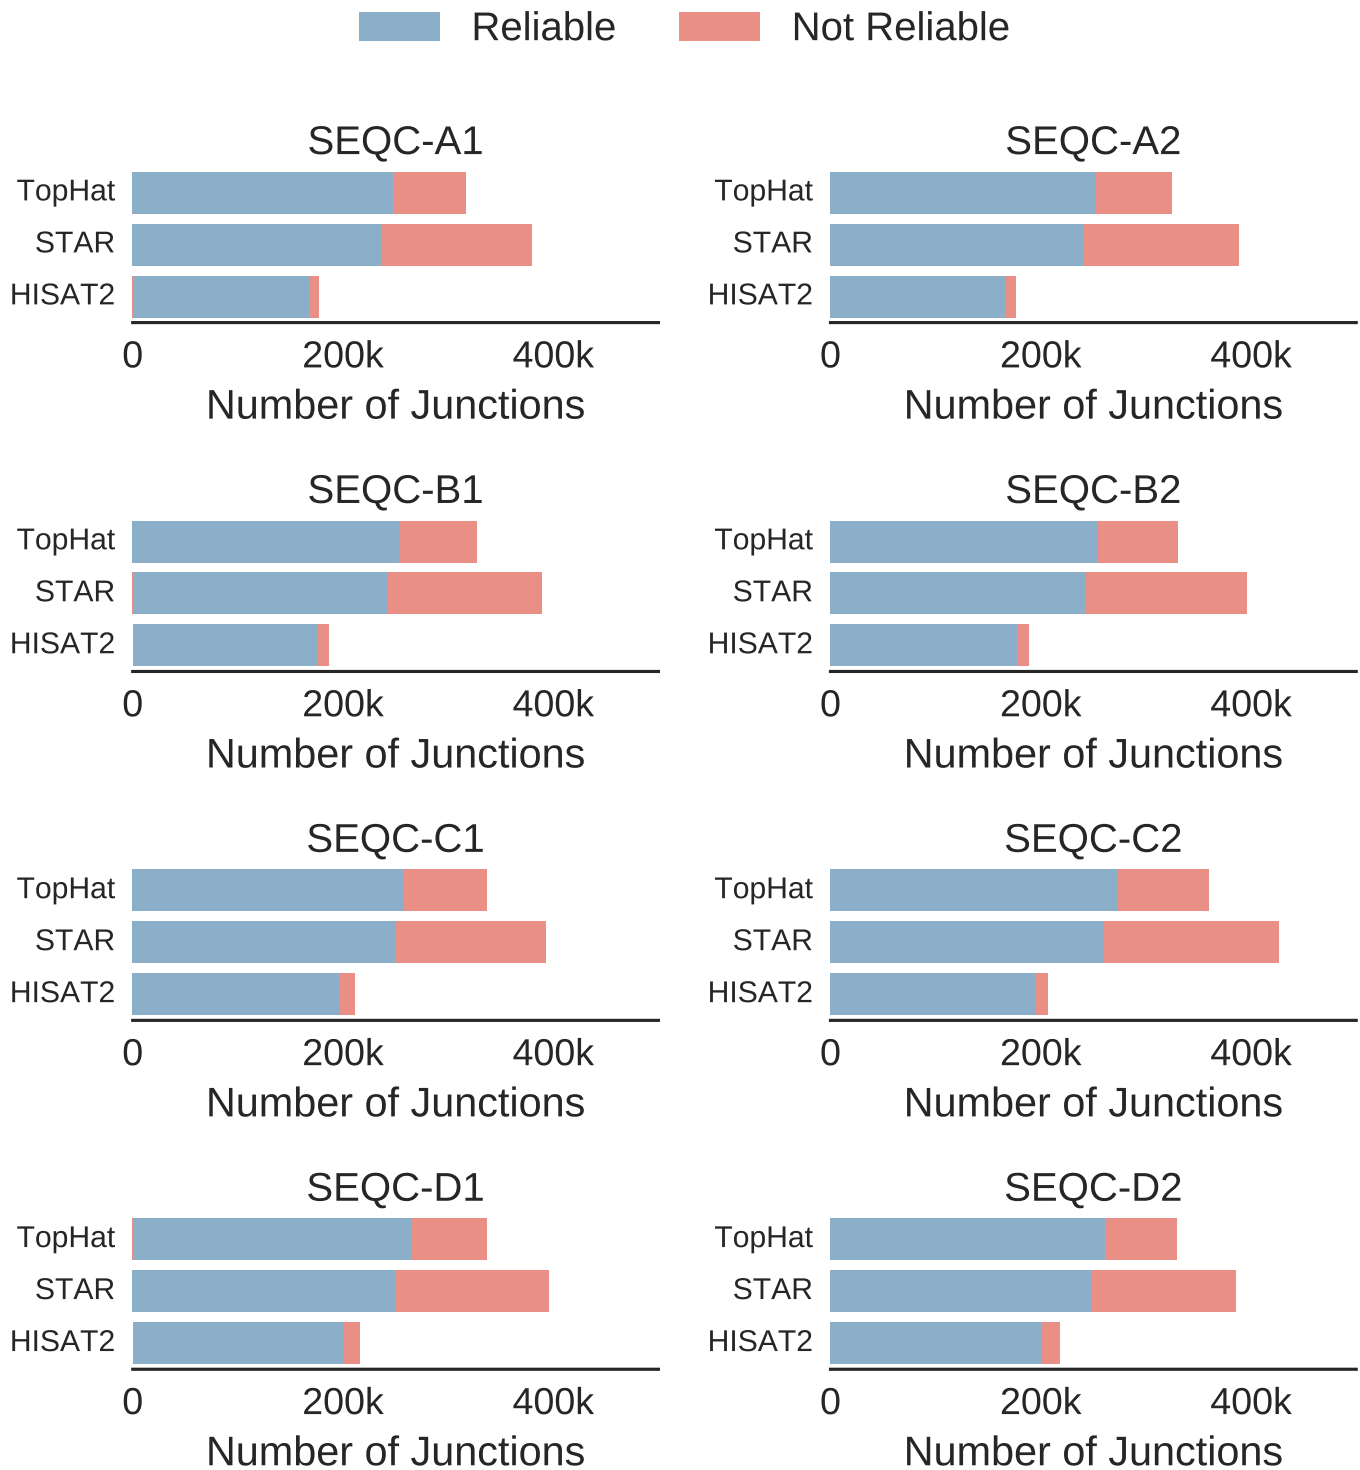 Reliable Not Reliable
SEQC-A1
TopHat
STAR
HISAT2
0 200k 400k
Number of Junctions
SEQC-A2
TopHat
STAR
HISAT2
0 200k 400k
Number of Junctions
SEQC-B1
TopHat
STAR
HISAT2
0 200k 400k
Number of Junctions
SEQC-B2
TopHat
STAR
HISAT2
0 200k 400k
Number of Junctions
SEQC-C1
TopHat
STAR
HISAT2
0 200k 400k
Number of Junctions
SEQC-C2
TopHat
STAR
HISAT2
0 200k 400k
Number of Junctions
SEQC-D1
TopHat
STAR
HISAT2
0 200k 400k
Number of Junctions
SEQC-D2
TopHat
STAR
HISAT2
0 200k 400k
Number of Junctions